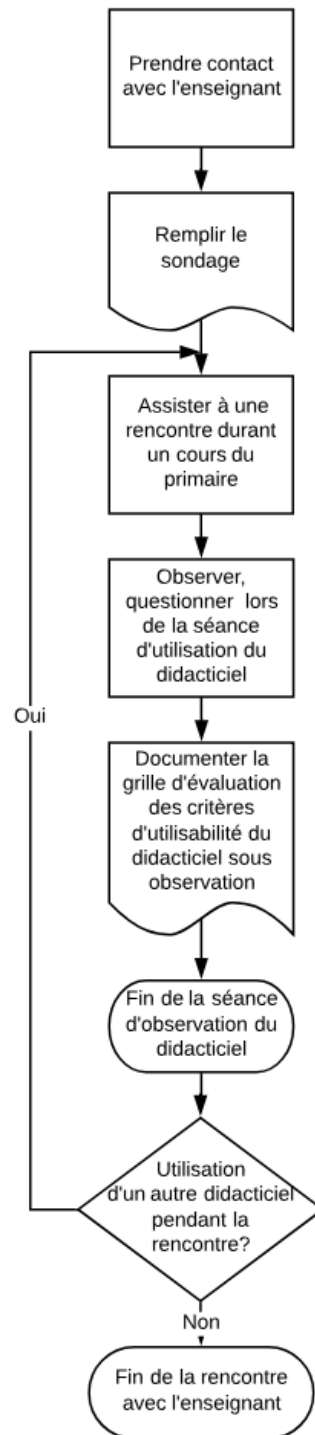 Prendre contact
avec l'enseignant
Remplir le
sondage
Assister à une
rencontre durant
un cours du
primaire
Observer,
questionner lors
de la séance
d'utilisation du
didacticiel
Oui
Documenter la
grille d'évaluation
des critères
d'utilisabilité du
didacticiel sous
observation
Fin de la séance
d'observation du
didacticiel
Utilisation
d'un autre didacticiel
pendant la
rencontre?
Non
Fin de la rencontre
avec l'enseignant